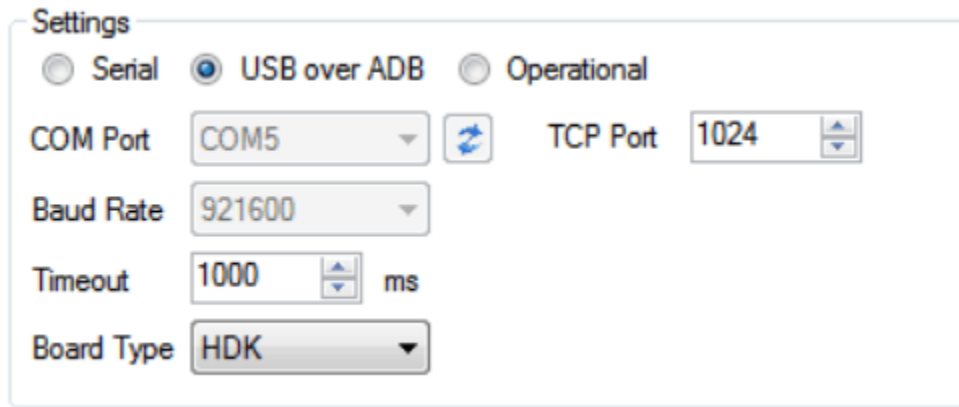 Settings
Serial USB over ADB Operational
COM Port COM5 TCP Port 1024
Baud Rate 921600
Timeout 1000 ms
Board Type HDK